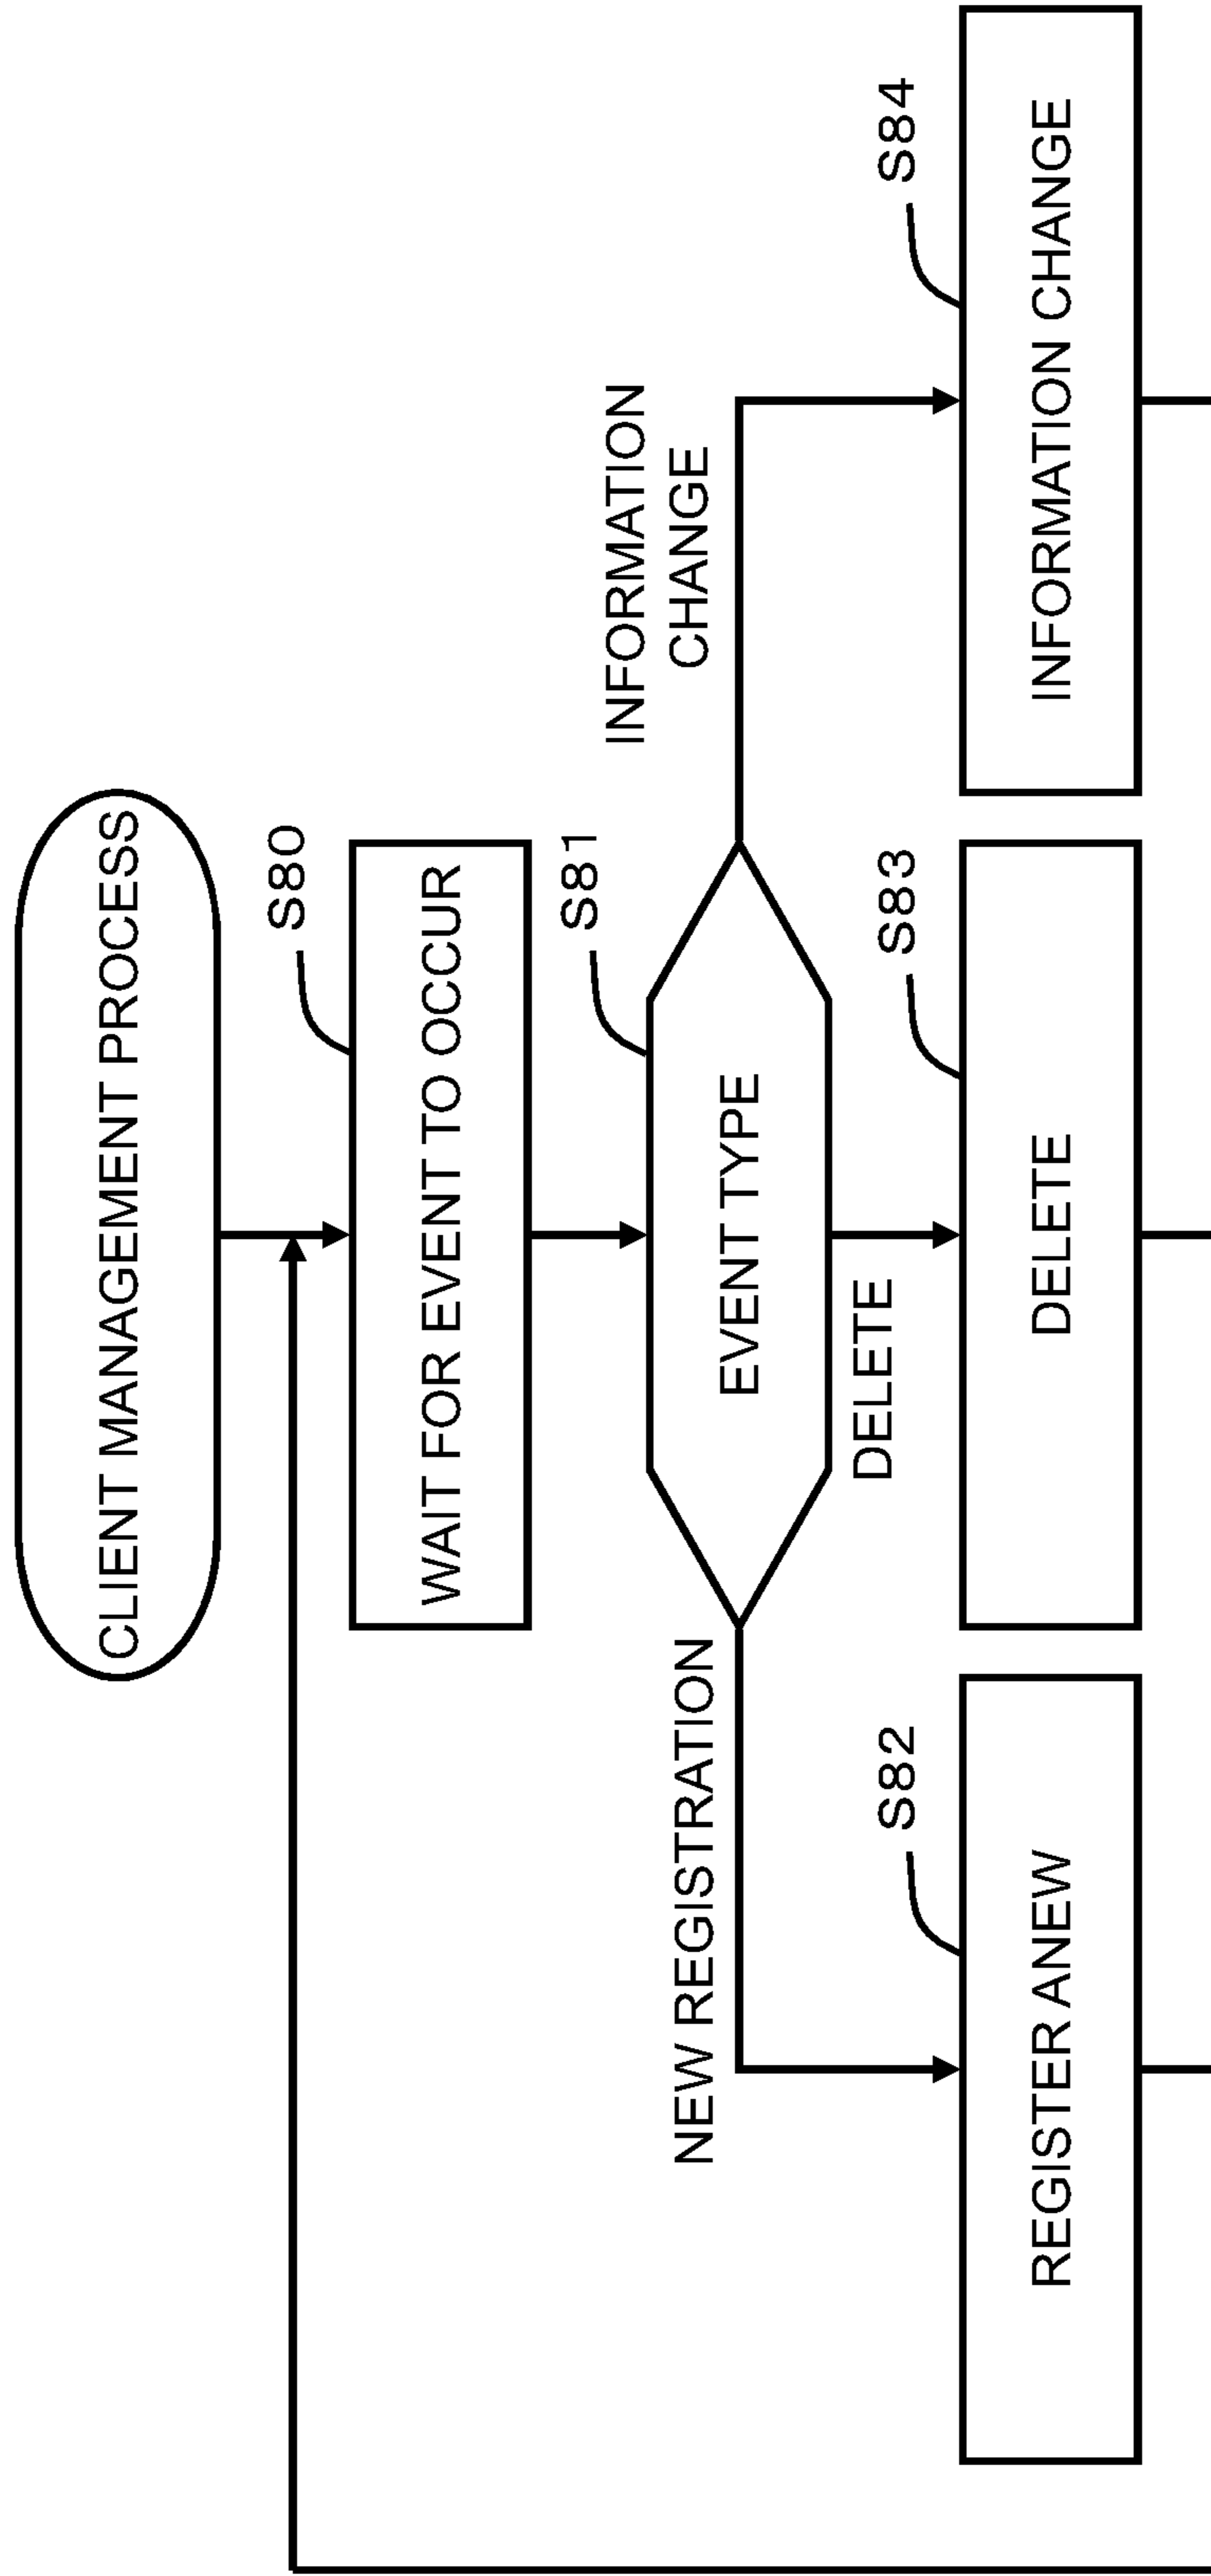 CLIENT MANAGEMENT PROCESS
S80
WAIT FOR EVENT TO OCCUR
S81
EVENT TYPE
NEW REGISTRATION
DELETE
INFORMATION
CHANGE
S82
REGISTER ANEW
S83
DELETE
S84
INFORMATION CHANGE